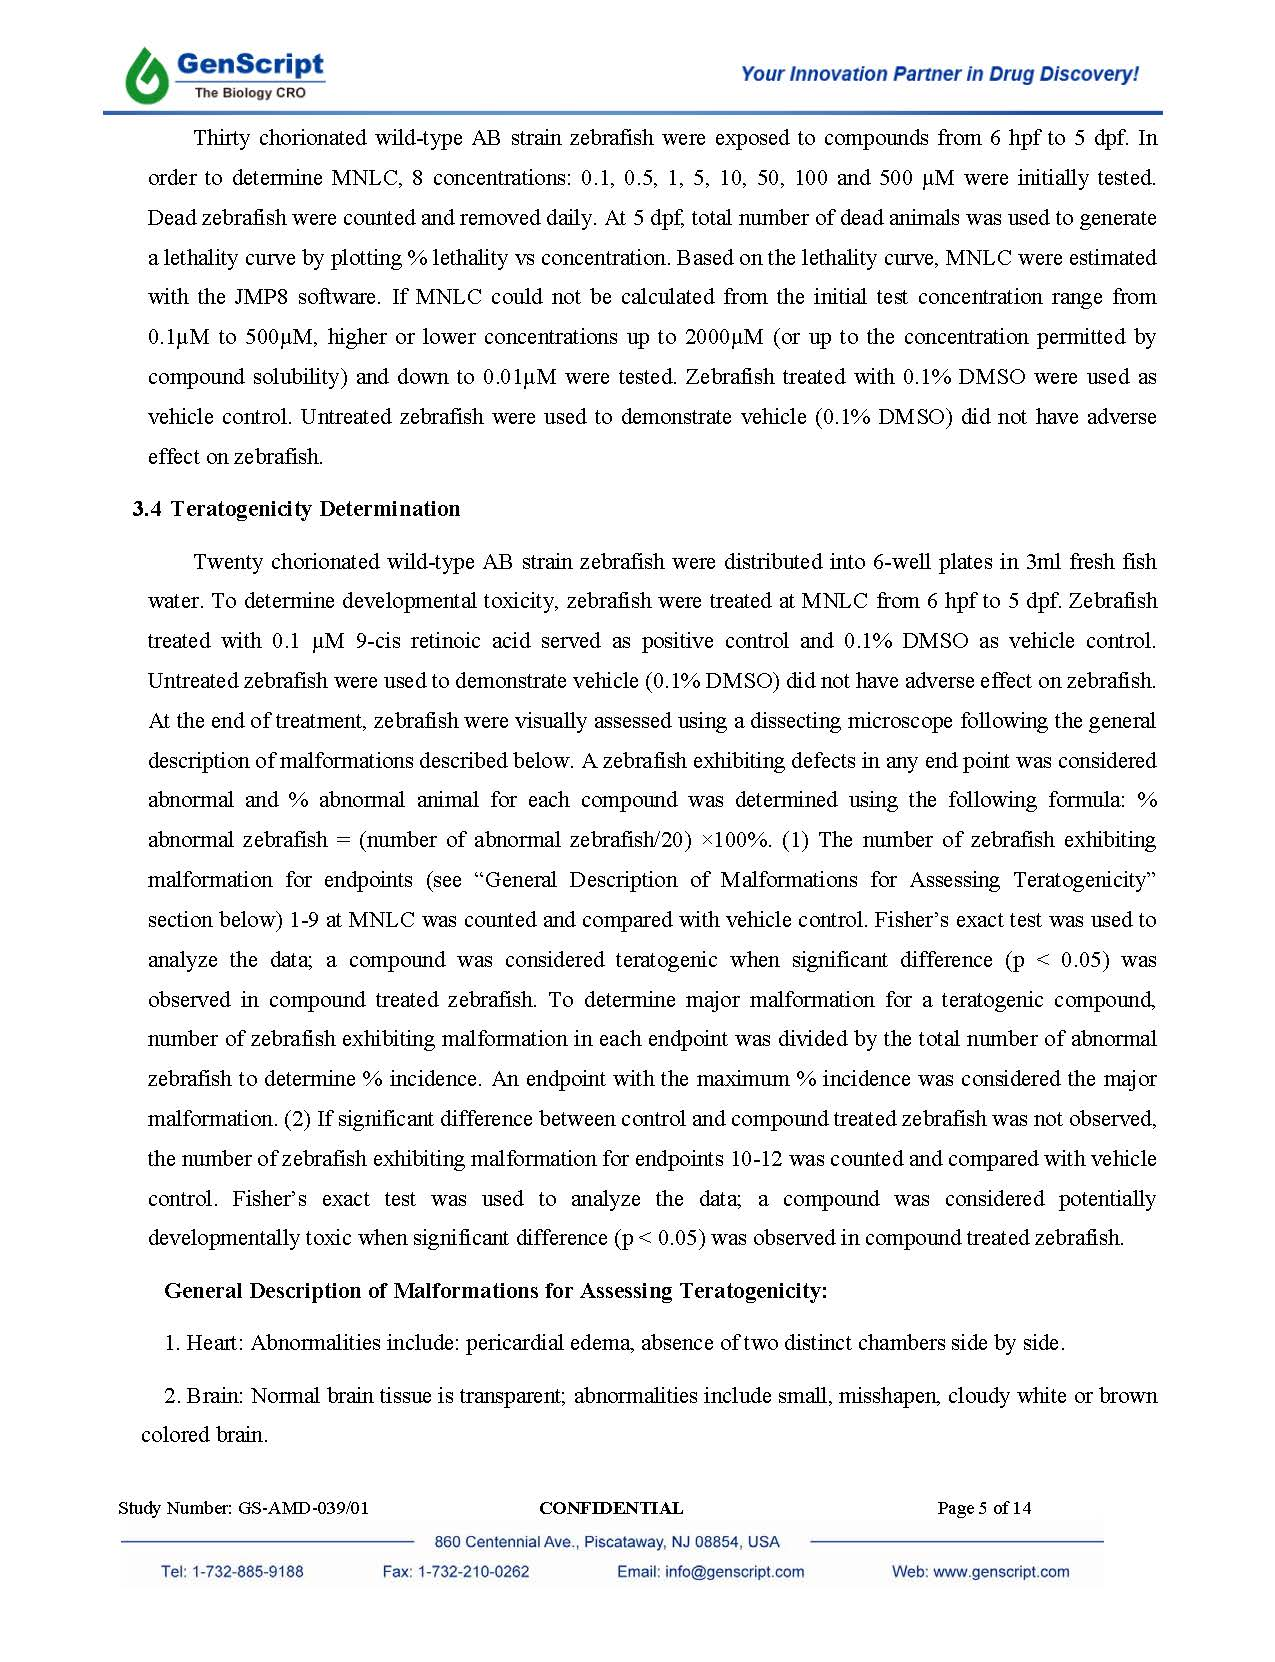 GenScript
The Biology CRO
Your Innovation Partner in Drug Discovery!
Thirty chorionated wild-type AB strain zebrafish were exposed to compounds from 6 hpf to 5 dpf. In
order to determine MNLC, 8 concentrations: 0.1, 0.5, 1, 5, 10, 50, 100 and 500 µM were initially tested.
Dead zebrafish were counted and removed daily. At 5 dpf, total number of dead animals was used to generate
a lethality curve by plotting % lethality vs concentration. Based on the lethality curve, MNLC were estimated
with the JMP8 software. If MNLC could not be calculated from the initial test concentration range from
0.1µM to 500µM, higher or lower concentrations up to 2000µM (or up to the concentration permitted by
compound solubility) and down to 0.01µM were tested. Zebrafish treated with 0.1% DMSO were used as
vehicle control. Untreated zebrafish were used to demonstrate vehicle (0.1% DMSO) did not have adverse
effect on zebrafish.
3.4 Teratogenicity Determination
Twenty chorionated wild-type AB strain zebrafish were distributed into 6-well plates in 3ml fresh fish
water. To determine developmental toxicity, zebrafish were treated at MNLC from 6 hpf to 5 dpf. Zebrafish
treated with 0.1 µM 9-cis retinoic acid served as positive control and 0.1% DMSO as vehicle control.
Untreated zebrafish were used to demonstrate vehicle (0.1% DMSO) did not have adverse effect on zebrafish.
At the end of treatment, zebrafish were visually assessed using a dissecting microscope following the general
description of malformations described below. A zebrafish exhibiting defects in any end point was considered
abnormal and % abnormal animal for each compound was determined using the following formula: %
abnormal zebrafish = (number of abnormal zebrafish/20) ×100%. (1) The number of zebrafish exhibiting
malformation for endpoints (see “General Description of Malformations for Assessing Teratogenicity”
section below) 1-9 at MNLC was counted and compared with vehicle control. Fisher’s exact test was used to
analyze the data; a compound was considered teratogenic when significant difference (p < 0.05) was
observed in compound treated zebrafish. To determine major malformation for a teratogenic compound,
number of zebrafish exhibiting malformation in each endpoint was divided by the total number of abnormal
zebrafish to determine % incidence. An endpoint with the maximum % incidence was considered the major
malformation. (2) If significant difference between control and compound treated zebrafish was not observed,
the number of zebrafish exhibiting malformation for endpoints 10-12 was counted and compared with vehicle
control. Fisher’s exact test was used to analyze the data; a compound was considered potentially
developmentally toxic when significant difference (p < 0.05) was observed in compound treated zebrafish.
General Description of Malformations for Assessing Teratogenicity:
1. Heart: Abnormalities include: pericardial edema, absence of two distinct chambers side by side.
2. Brain: Normal brain tissue is transparent; abnormalities include small, misshapen, cloudy white or brown
colored brain.
Study Number: GS-AMD-039/01 CONFIDENTIAL Page 5 of 14
860 Centennial Ave., Piscataway, NJ 08854, USA
Tel: 1-732-885-9188 Fax: 1-732-210-0262 Email: info@genscript.com Web: www.genscript.com